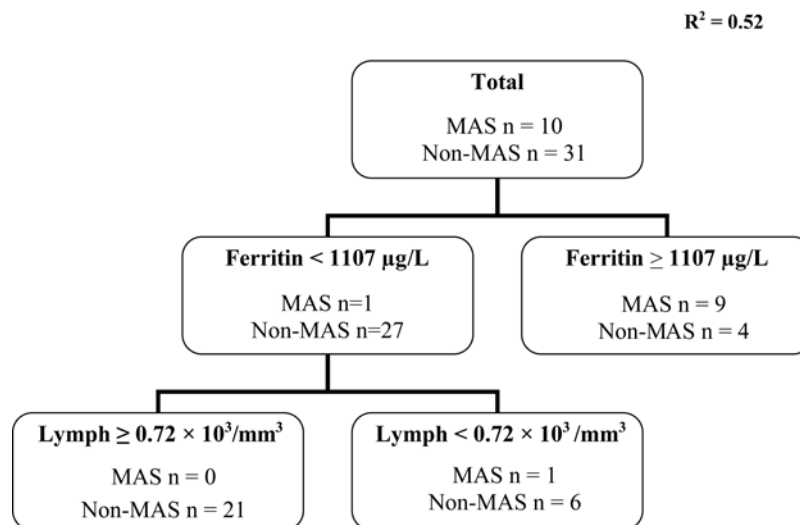 R² = 0.52
Total
MAS n = 10
Non-MAS n = 31
Ferritin < 1107 µg/L
MAS n=1
Non-MAS n=27
Ferritin ≥ 1107 µg/L
MAS n = 9
Non-MAS n = 4
Lymph ≥ 0.72 × 10³/mm³
MAS n = 0
Non-MAS n = 21
Lymph < 0.72 × 10³/mm³
MAS n = 1
Non-MAS n = 6